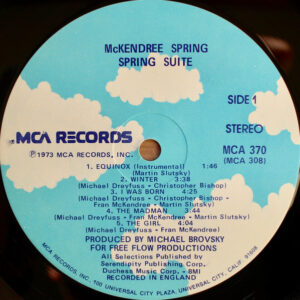 McKENDREE SPRING
SPRING SUITE
SIDE 1
MCA RECORDS
STEREO
℗1973 MCA RECORDS, INC.
MCA 370
(MCA 308)
1. EQUINOX (Instrumental) 1:46
(Martin Slutsky)
2. WINTER 3:38
(Michael Dreyfuss - Christopher Bishop)
3. I WAS BORN 4:25
(Michael Dreyfuss - Christopher Bishop -
Fran McKendree - Martin Slutsky)
4. THE MADMAN 3:44
(Michael Dreyfuss - Fran McKendree - Martin Slutsky)
5. THE GIRL 4:04
(Michael Dreyfuss - Fran McKendree)
PRODUCED BY MICHAEL BROVSKY
FOR FREE FLOW PRODUCTIONS
All Selections Published by
Serendipity Publishing Corp.
Duchess Music Corp. - BMI
RECORDED IN ENGLAND
MCA RECORDS INC. 100 UNIVERSAL CITY PLAZA, UNIVERSAL CITY, CALIF. 91608